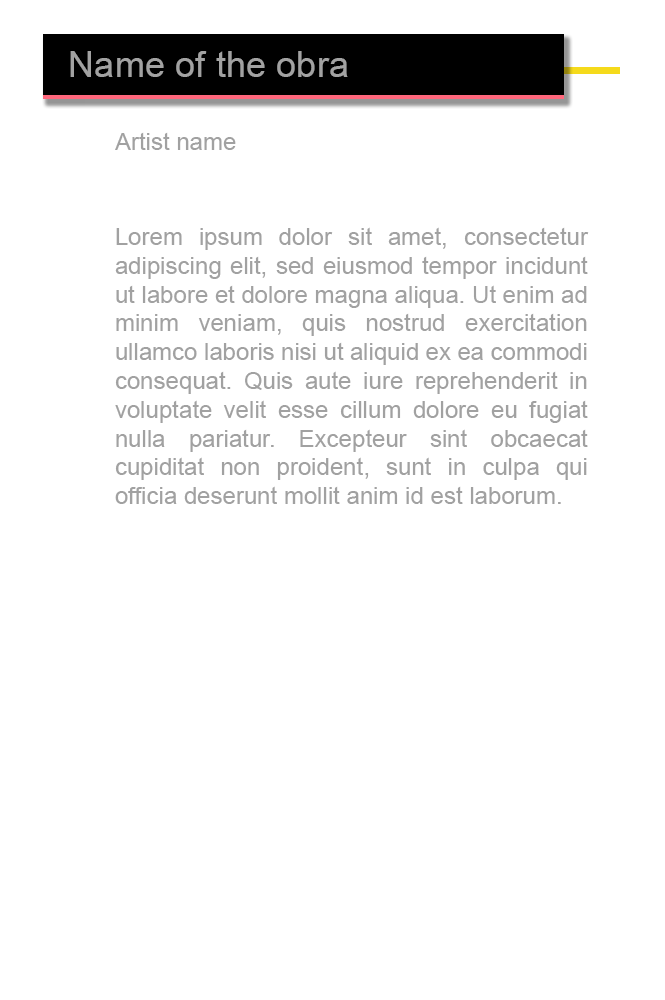 Name of the obra
Artist name
Lorem ipsum dolor sit amet, consectetur
adipiscing elit, sed eiusmod tempor incidunt
ut labore et dolore magna aliqua. Ut enim ad
minim veniam, quis nostrud exercitation
ullamco laboris nisi ut aliquid ex ea commodi
consequat. Quis aute iure reprehenderit in
voluptate velit esse cillum dolore eu fugiat
nulla pariatur. Excepteur sint obcaecat
cupiditat non proident, sunt in culpa qui
officia deserunt mollit anim id est laborum.